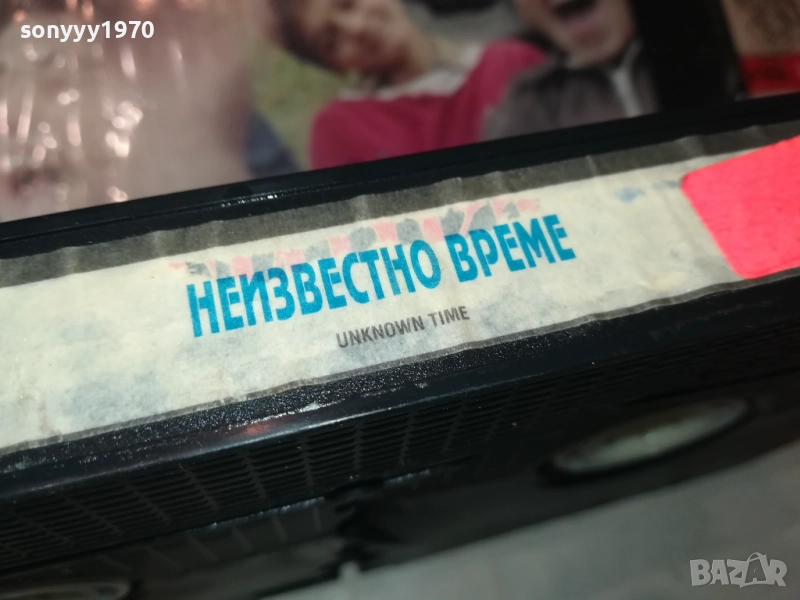 sonyyy1970
НЕИЗВЕСТНО ВРЕМЕ
UNKNOWN TIME
BAZAR